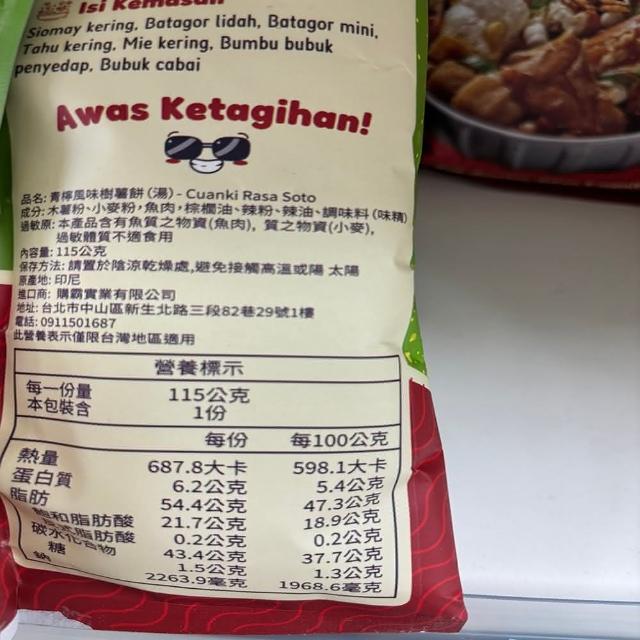 Isi Kemasan
Siomay kering, Batagor lidah, Batagor mini,
Tahu kering, Mie kering, Bumbu bubuk
penyedap, Bubuk cabai
Awas Ketagihan!
品名: 青檸風味樹薯餅 (湯) - Cuanki Rasa Soto
成分: 木薯粉、小麥粉, 魚肉, 棕櫚油、辣粉、辣油、調味料 (味精)
過敏原: 本產品含有魚質之物資(魚肉), 質之物資(小麥),
過敏體質不適食用
內容量: 115公克
保存方法: 請置於陰涼乾燥處,避免接觸高溫或陽 太陽
原產地: 印尼
進口商: 購霸實業有限公司
地址: 台北市中山區新生北路三段82巷29號1樓
電話: 0911501687
此營養表示僅限台灣地區適用
營養標示
每一份量 115公克
本包裝含 1份
每份 每100公克
熱量 687.8大卡 598.1大卡
蛋白質 6.2公克 5.4公克
脂肪 54.4公克 47.3公克
飽和脂肪酸 21.7公克 18.9公克
反式脂肪酸 0.2公克 0.2公克
碳水化合物 43.4公克 37.7公克
糖 1.5公克 1.3公克
鈉 2263.9毫克 1968.6毫克